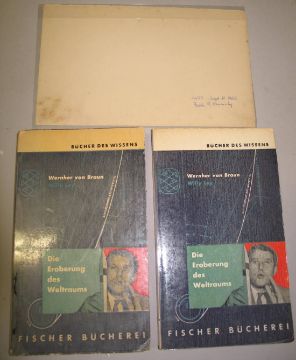 BÜCHER DES WISSENS
Wernher von Braun
Willy Ley
Die
Eroberung
des
Weltraums
FISCHER BÜCHEREI
BÜCHER DES WISSENS
Wernher von Braun
Willy Ley
Die
Eroberung
des
Weltraums
FISCHER BÜCHEREI